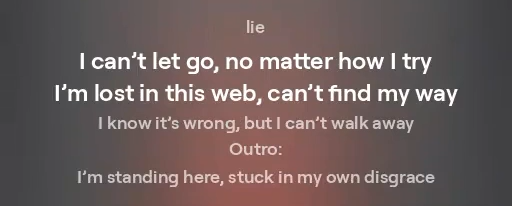 lie
I can’t let go, no matter how I try
I’m lost in this web, can’t find my way
I know it’s wrong, but I can’t walk away
Outro:
I’m standing here, stuck in my own disgrace